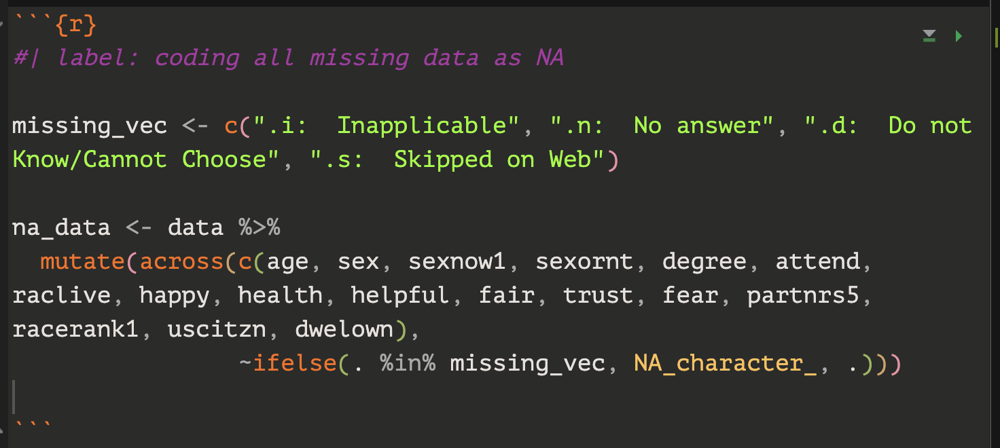 ```{r}
#| label: coding all missing data as NA
missing_vec <- c(".i:  Inapplicable", ".n:  No answer", ".d:  Do not
Know/Cannot Choose", ".s:  Skipped on Web")
na_data <- data %>%
  mutate(across(c(age, sex, sexnow1, sexornt, degree, attend,
raclive, happy, health, helpful, fair, trust, fear, partnrs5,
racerank1, uscitzn, dwelown),
                ~ifelse(. %in% missing_vec, NA_character_, .)))
```